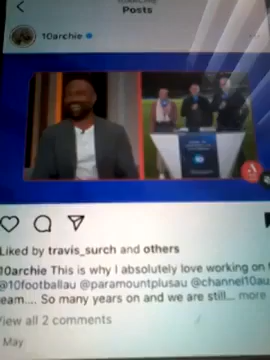 Posts
10archie
Liked by travis_surch and others
10archie This is why I absolutely love working on
@10footballau @paramountplusau @channel10au
eam.... So many years on and we are still... more
View all 2 comments
May